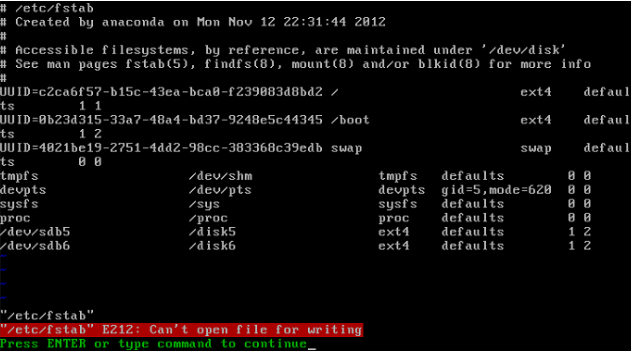 # /etc/fstab
# Created by anaconda on Mon Nov 12 22:31:44 2012
#
# Accessible filesystems, by reference, are maintained under '/dev/disk'
# See man pages fstab(5), findfs(8), mount(8) and/or blkid(8) for more info
#
UUID=c2ca6f57-b15c-43ea-bca0-f239083d8bd2 / ext4 defaul
ts 1 1
UUID=0b23d315-33a7-48a4-bd37-9248e5c44345 /boot ext4 defaul
ts 1 2
UUID=4021be19-2751-4dd2-98cc-383368c39edb swap swap defaul
ts 0 0
tmpfs /dev/shm tmpfs defaults 0 0
devpts /dev/pts devpts gid=5,mode=620 0 0
sysfs /sys sysfs defaults 0 0
proc /proc proc defaults 0 0
/dev/sdb5 /disk5 ext4 defaults 1 2
/dev/sdb6 /disk6 ext4 defaults 1 2
~
~
~
~
"/etc/fstab"
"/etc/fstab" E212: Can't open file for writing
Press ENTER or type command to continue_